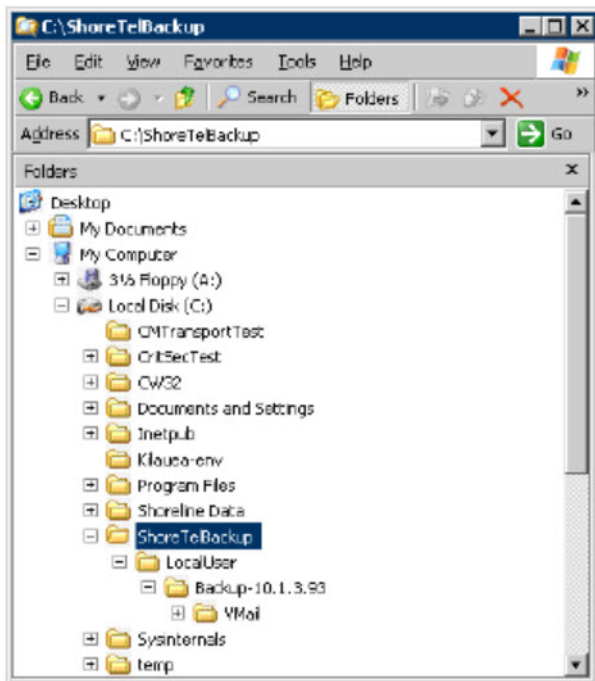 C:\ShoreTelBackup
File Edit View Favorites Tools Help
Back Search Folders »
Address C:\ShoreTelBackup Go
Folders x
Desktop
My Documents
My Computer
3½ Floppy (A:)
Local Disk (C:)
CMTransportTest
CritSecTest
CW32
Documents and Settings
Inetpub
Kilauea-env
Program Files
Shoreline Data
ShoreTelBackup
LocalUser
Backup-10.1.3.93
VMail
Sysinternals
temp